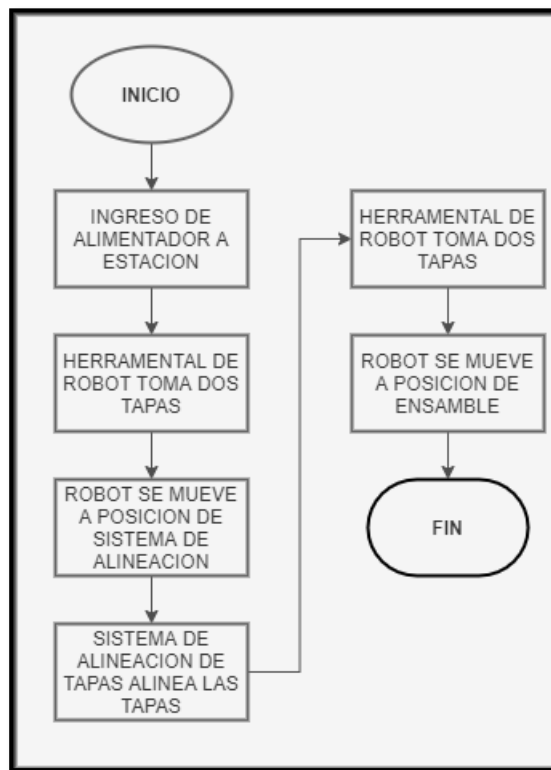 INICIO
INGRESO DE
ALIMENTADOR A
ESTACION
HERRAMENTAL DE
ROBOT TOMA DOS
TAPAS
ROBOT SE MUEVE
A POSICION DE
SISTEMA DE
ALINEACION
SISTEMA DE
ALINEACION DE
TAPAS ALINEA LAS
TAPAS
HERRAMENTAL DE
ROBOT TOMA DOS
TAPAS
ROBOT SE MUEVE
A POSICION DE
ENSAMBLE
FIN